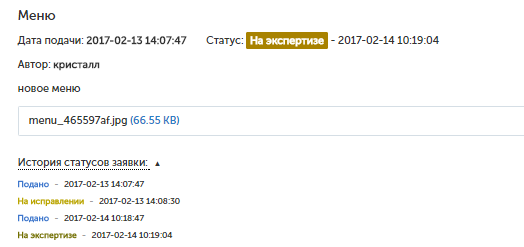 Меню
Дата подачи: 2017-02-13 14:07:47 Статус: На экспертизе - 2017-02-14 10:19:04
Автор: кристалл
новое меню
menu_465597af.jpg (66.55 KB)
История статусов заявки: ▲
Подано - 2017-02-13 14:07:47
На исправлении - 2017-02-13 14:08:30
Подано - 2017-02-14 10:18:47
На экспертизе - 2017-02-14 10:19:04